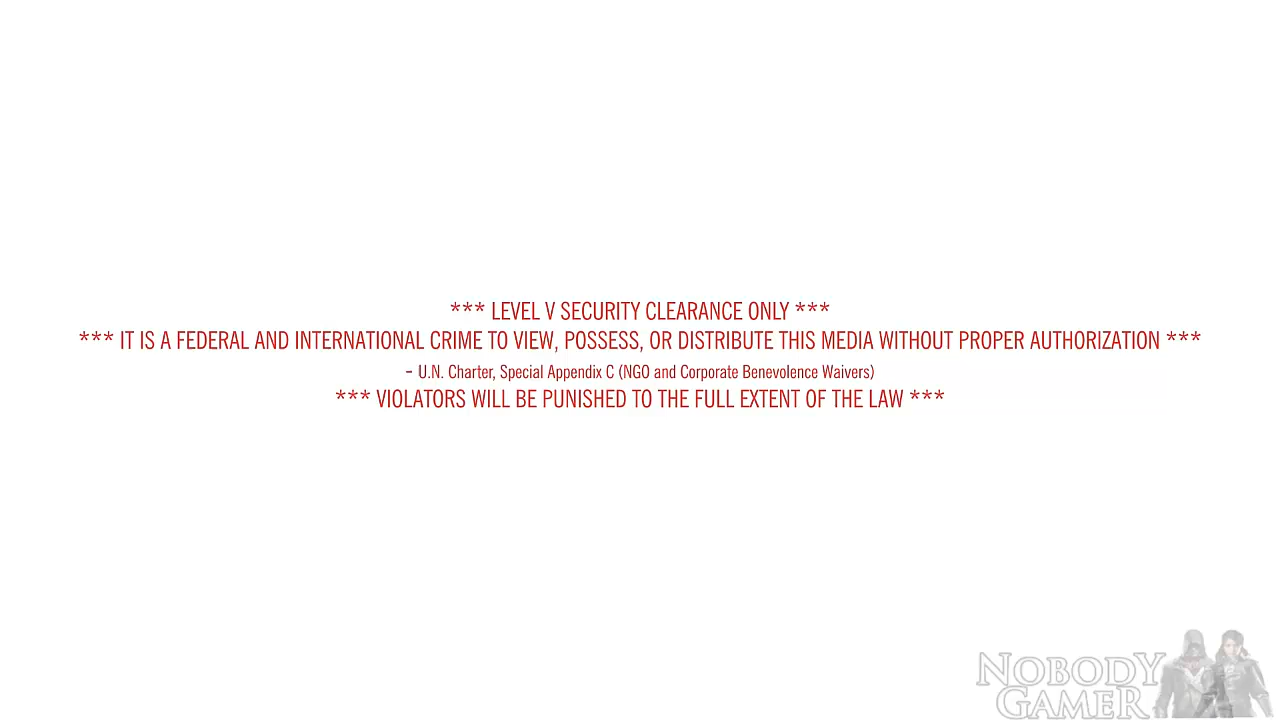 *** LEVEL V SECURITY CLEARANCE ONLY ***
*** IT IS A FEDERAL AND INTERNATIONAL CRIME TO VIEW, POSSESS, OR DISTRIBUTE THIS MEDIA WITHOUT PROPER AUTHORIZATION ***
– U.N. Charter, Special Appendix C (NGO and Corporate Benevolence Waivers)
*** VIOLATORS WILL BE PUNISHED TO THE FULL EXTENT OF THE LAW ***
NOBODY
GAMER